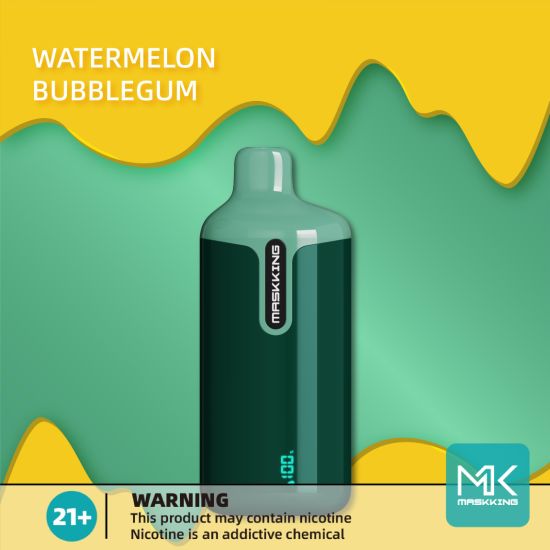 WATERMELON
BUBBLEGUM
MASKKING
100
MK
MASKKING
21+
WARNING
This product may contain nicotine
Nicotine is an addictive chemical